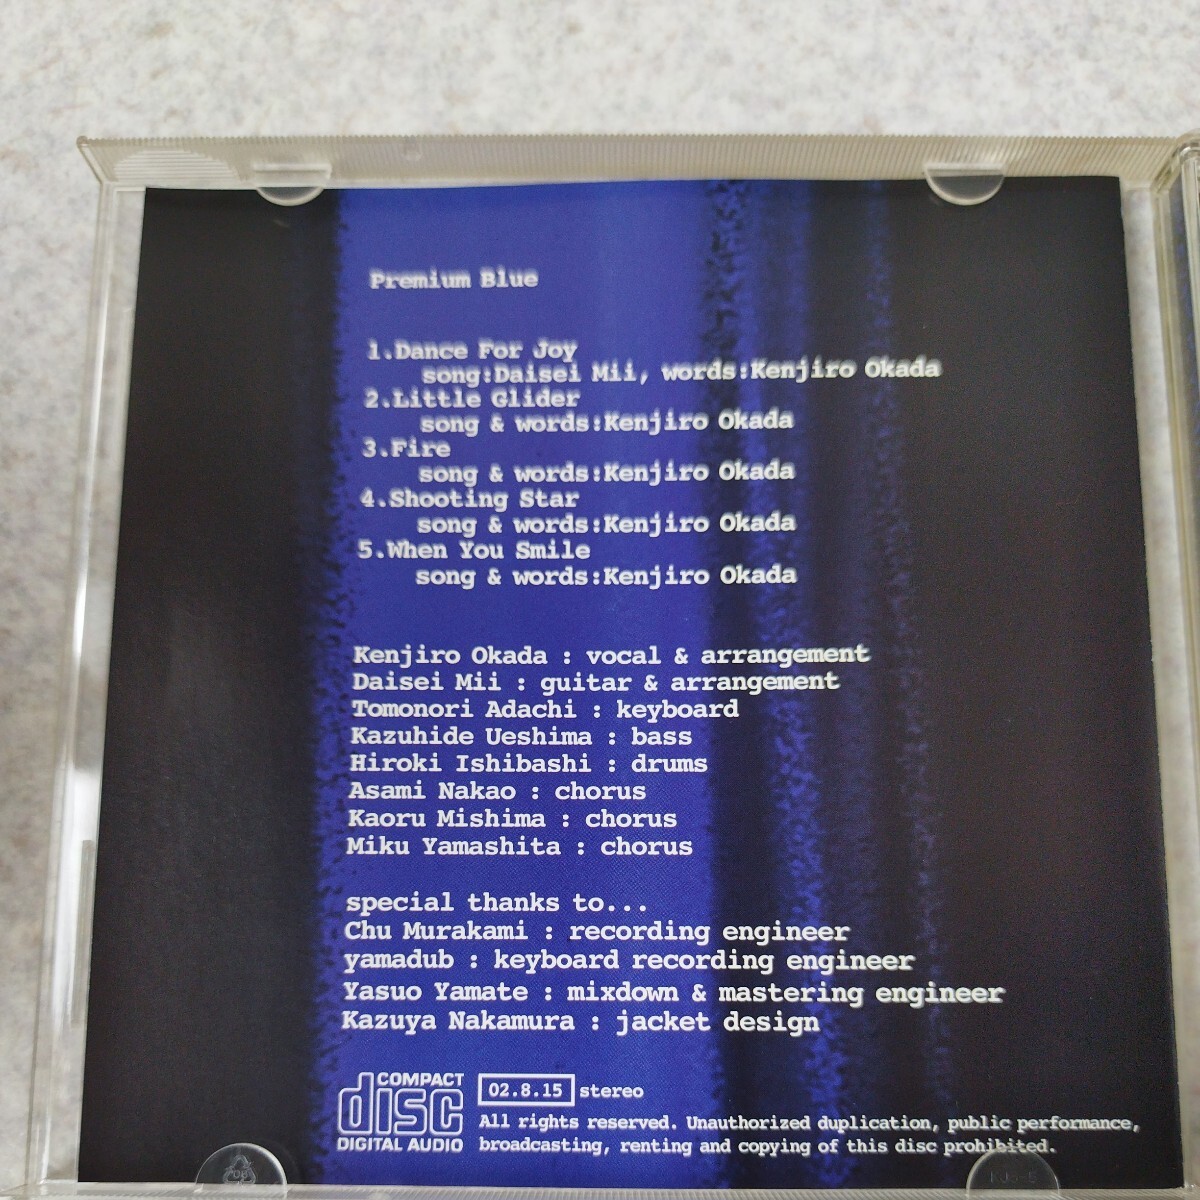 Premium Blue
1.Dance For Joy
song:Daisei Mii, words:Kenjiro Okada
2.Little Glider
song & words:Kenjiro Okada
3.Fire
song & words:Kenjiro Okada
4.Shooting Star
song & words:Kenjiro Okada
5.When You Smile
song & words:Kenjiro Okada
Kenjiro Okada : vocal & arrangement
Daisei Mii : guitar & arrangement
Tomonori Adachi : keyboard
Kazuhide Ueshima : bass
Hiroki Ishibashi : drums
Asami Nakao : chorus
Kaoru Mishima : chorus
Miku Yamashita : chorus
special thanks to...
Chu Murakami : recording engineer
yamadub : keyboard recording engineer
Yasuo Yamate : mixdown & mastering engineer
Kazuya Nakamura : jacket design
COMPACT
disc
DIGITAL AUDIO
02.8.15 stereo
All rights reserved. Unauthorized duplication, public performance,
broadcasting, renting and copying of this disc prohibited.